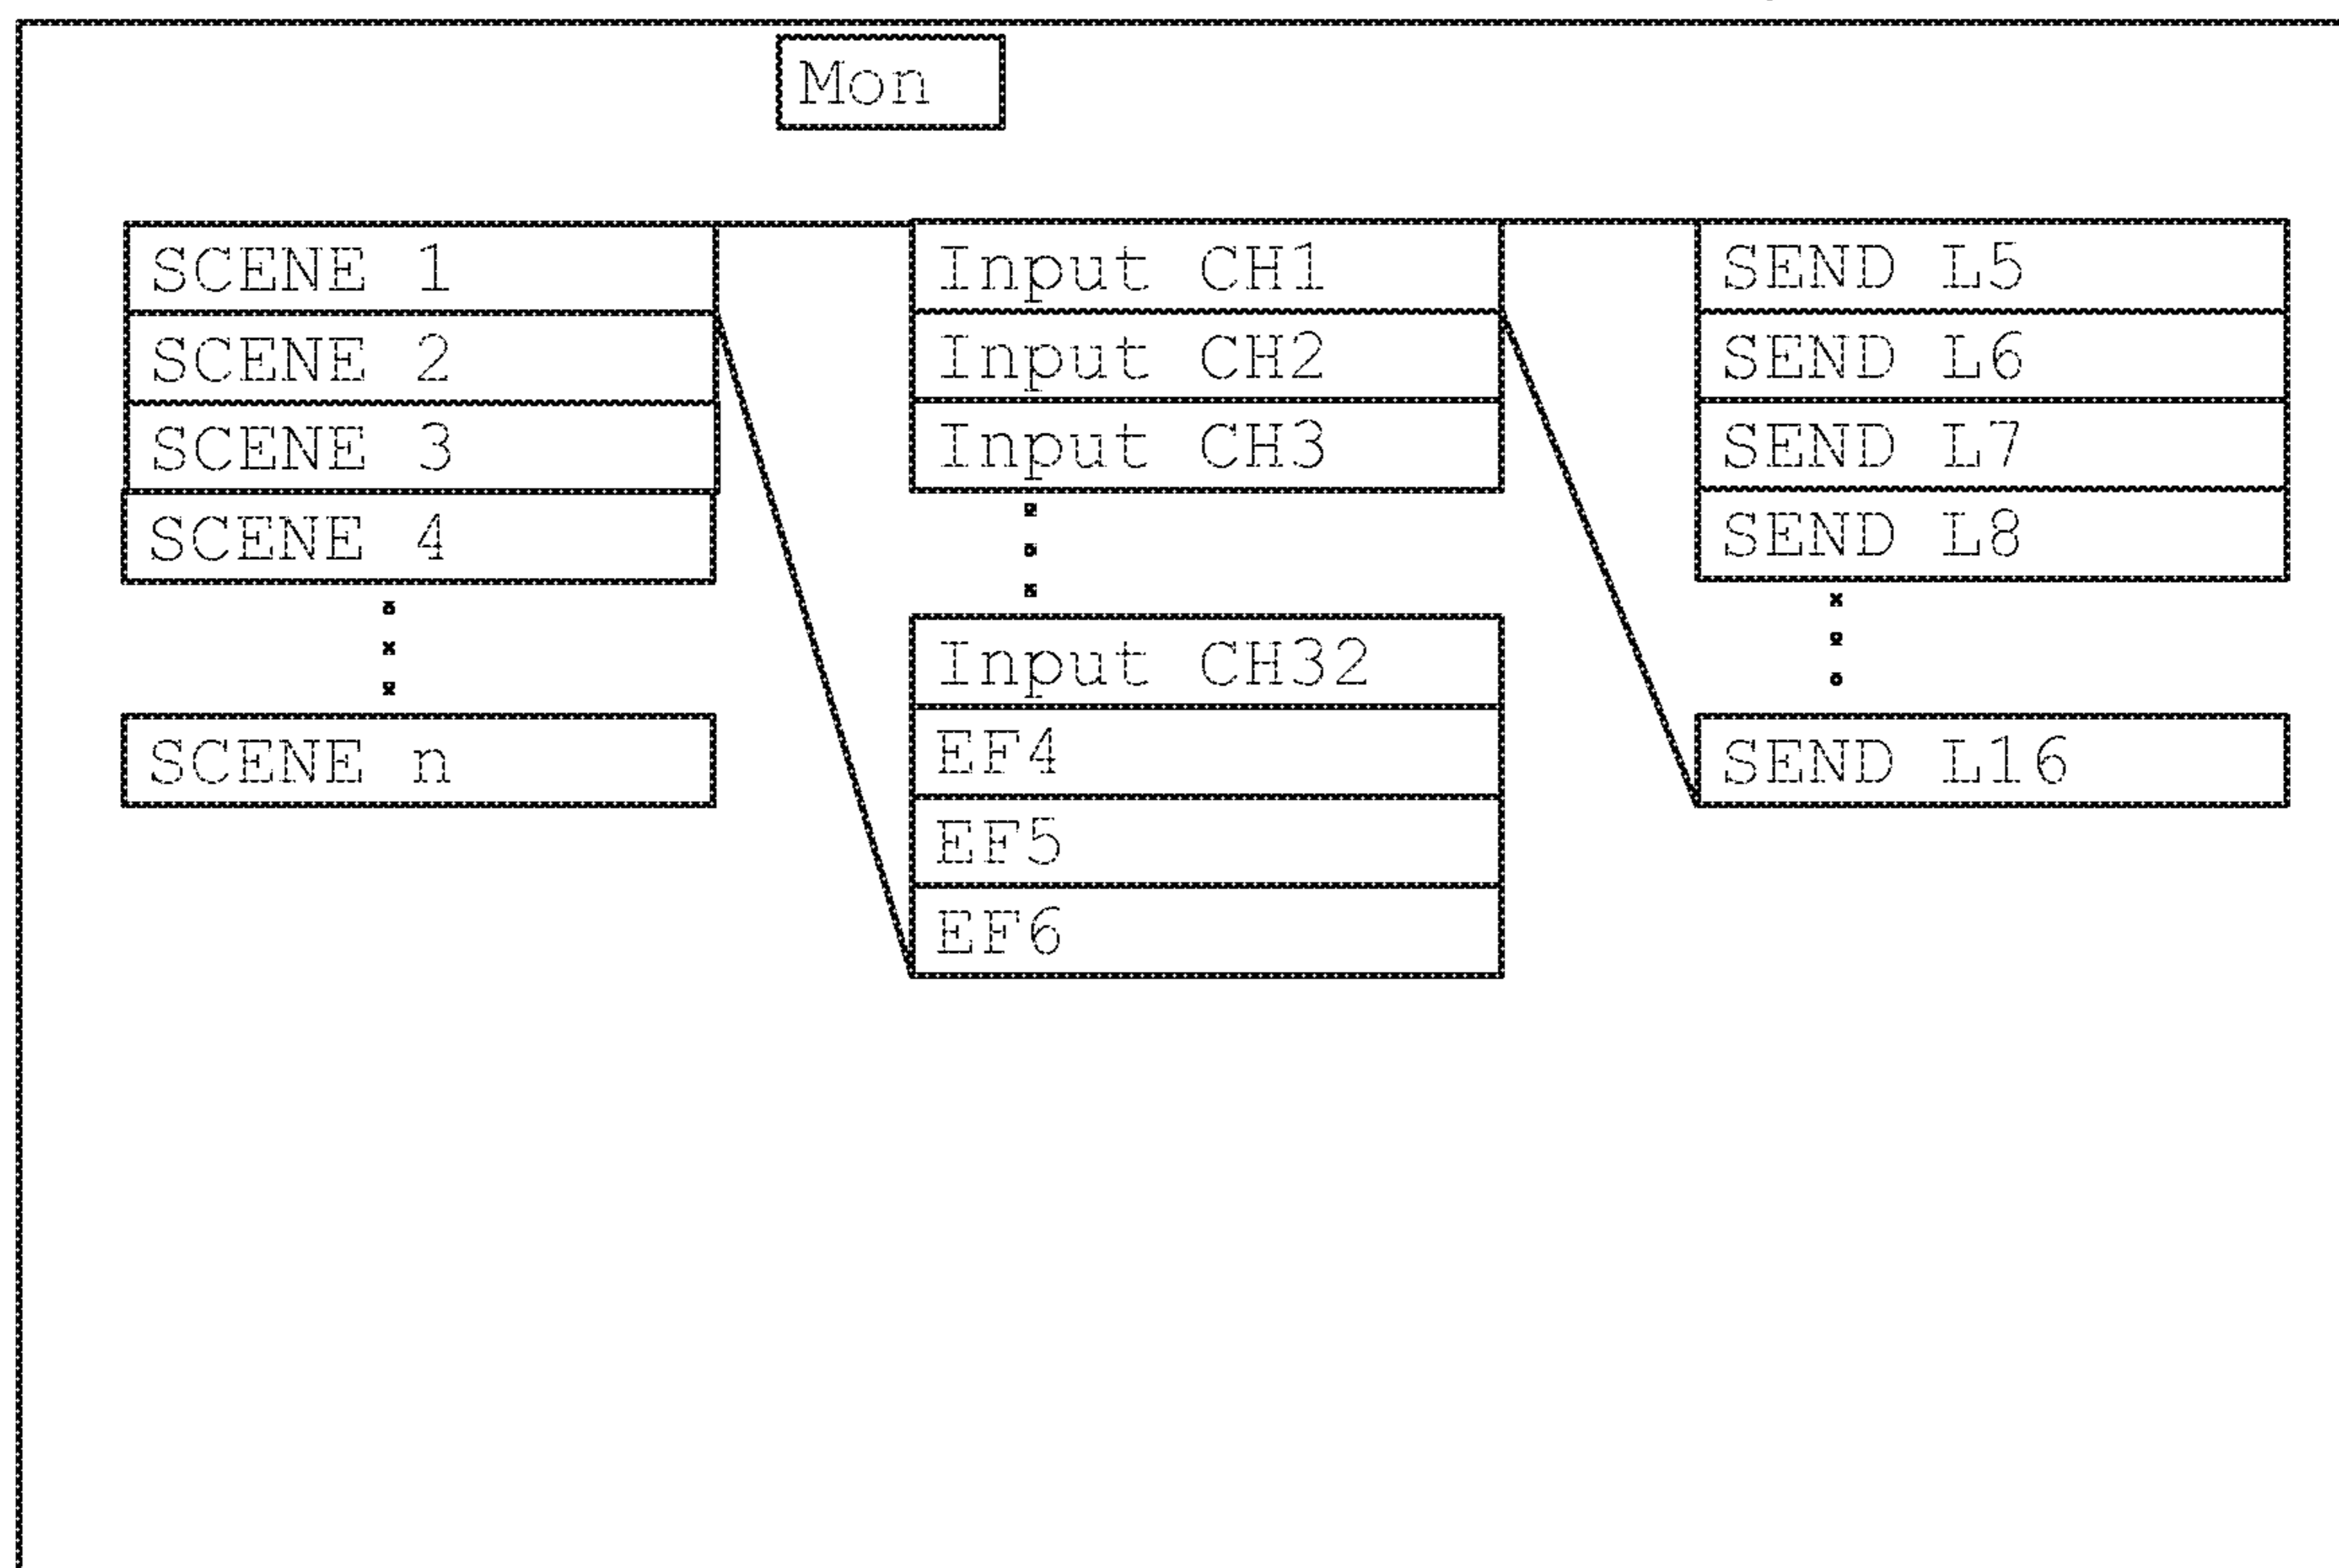 Mon
SCENE 1
SCENE 2
SCENE 3
SCENE 4
SCENE n
Input CH1
Input CH2
Input CH3
Input CH32
EF4
EF5
EF6
SEND L5
SEND L6
SEND L7
SEND L8
SEND L16